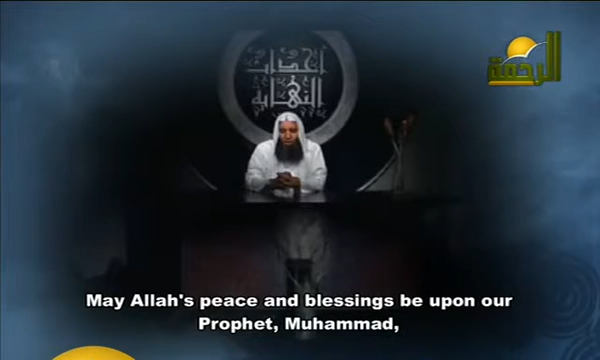 الرحمة
أحداث
النهاية
May Allah's peace and blessings be upon our
Prophet, Muhammad,